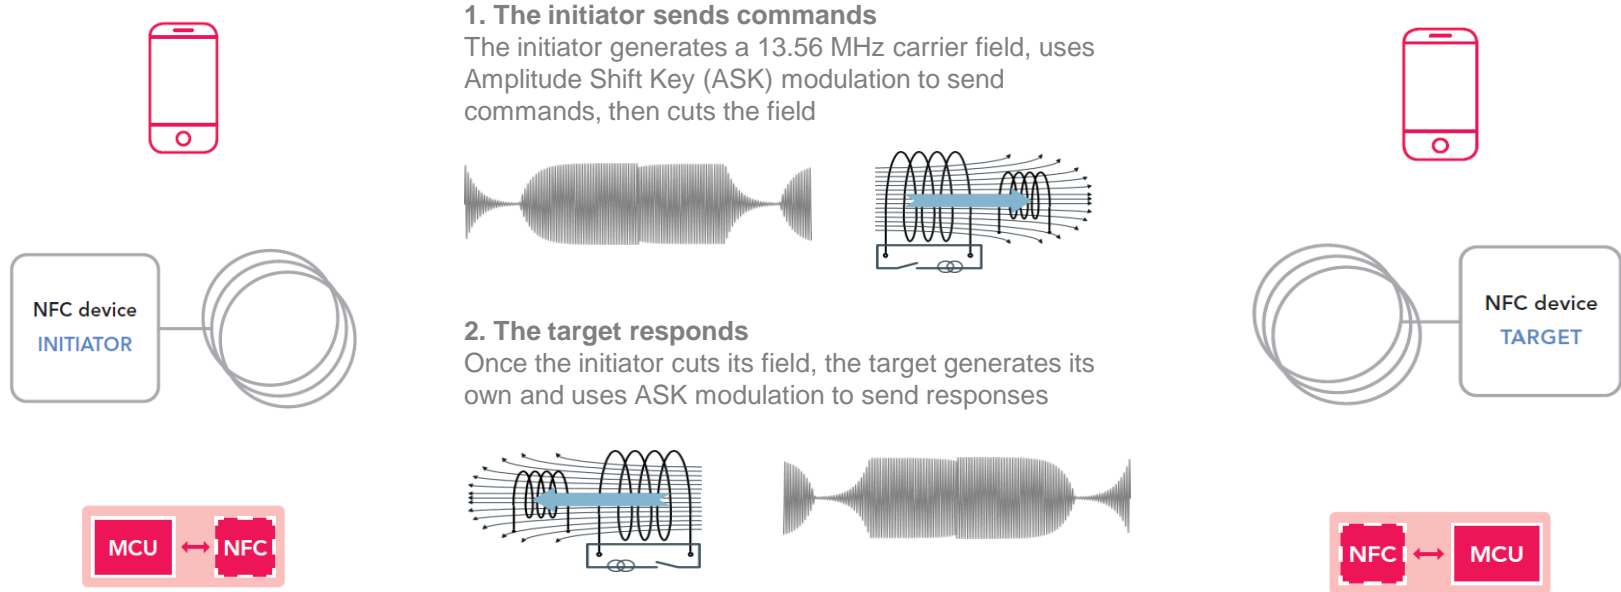 1. The initiator sends commands
The initiator generates a 13.56 MHz carrier field, uses
Amplitude Shift Key (ASK) modulation to send
commands, then cuts the field
NFC device
INITIATOR
NFC device
TARGET
2. The target responds
Once the initiator cuts its field, the target generates its
own and uses ASK modulation to send responses
MCU
NFC
NFC
MCU